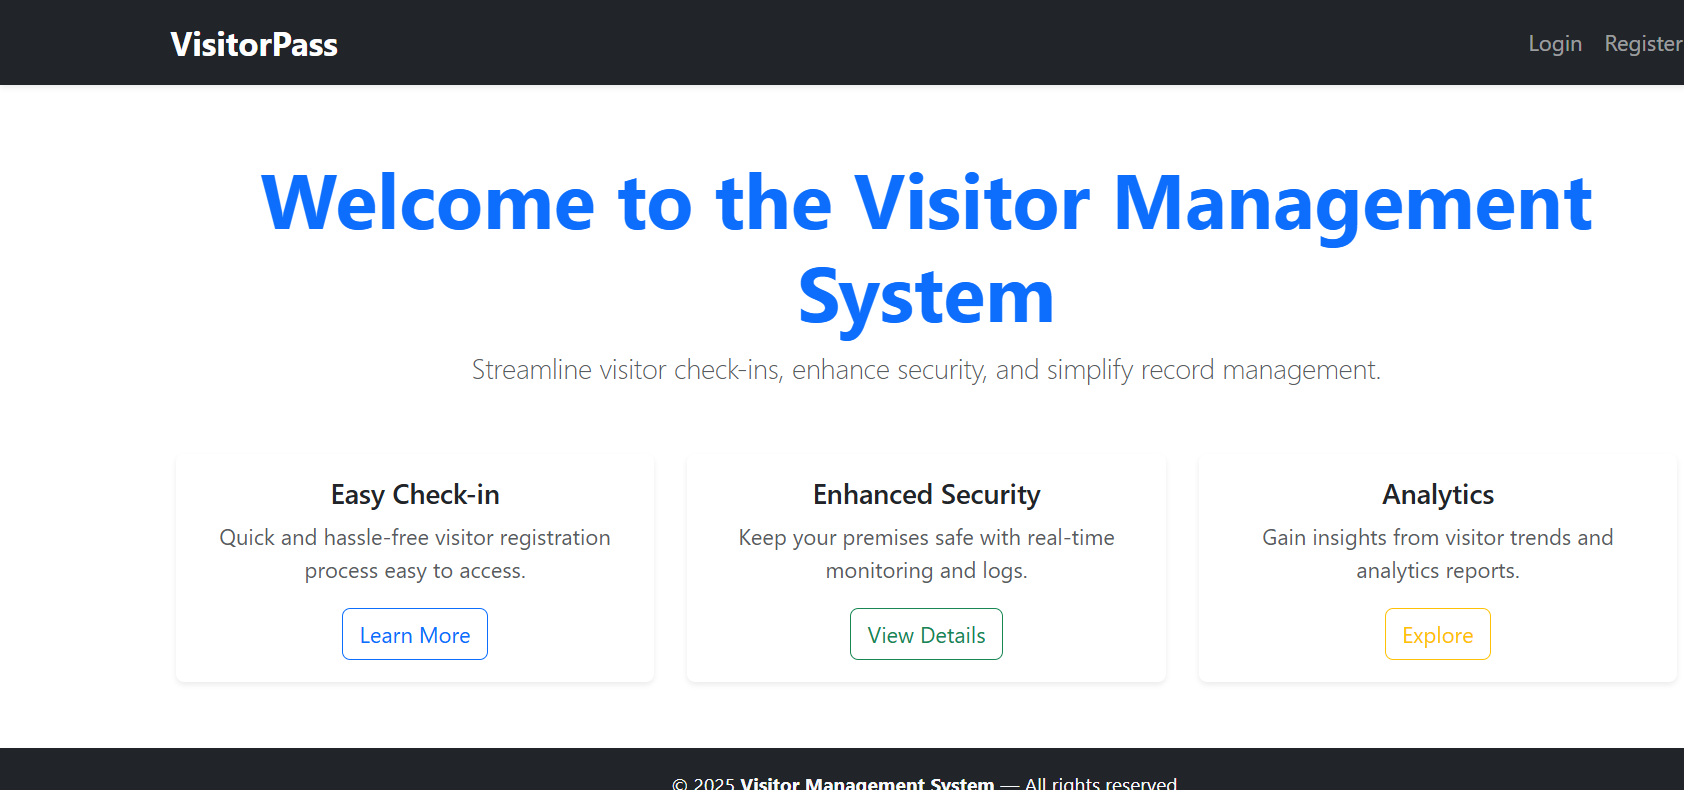 VisitorPass
Login Register
Welcome to the Visitor Management
System
Streamline visitor check-ins, enhance security, and simplify record management.
Easy Check-in
Quick and hassle-free visitor registration
process easy to access.
Learn More
Enhanced Security
Keep your premises safe with real-time
monitoring and logs.
View Details
Analytics
Gain insights from visitor trends and
analytics reports.
Explore
© 2025 Visitor Management System — All rights reserved